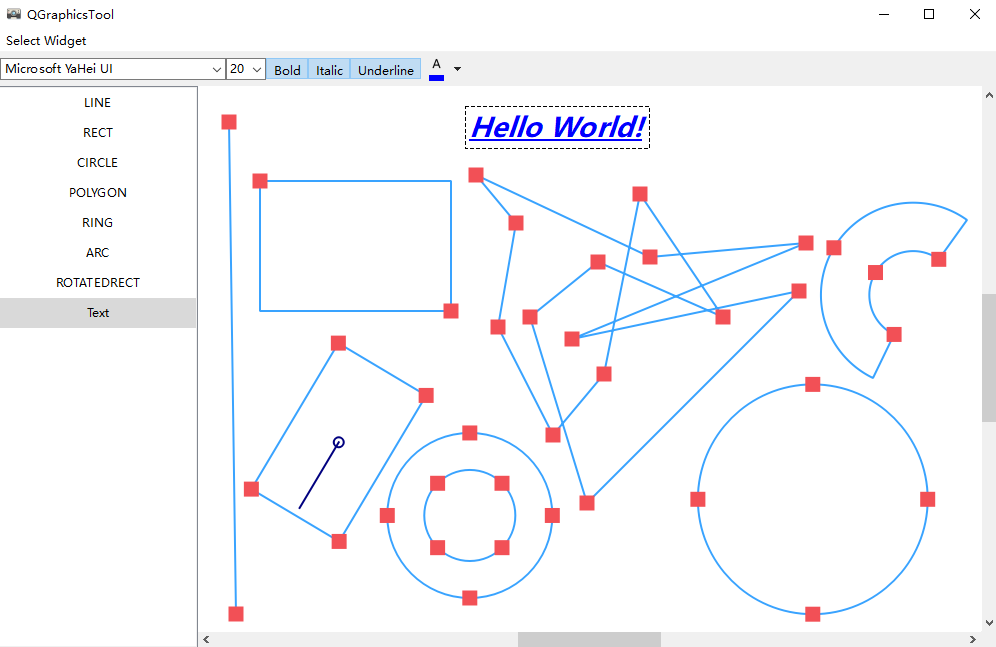 QGraphicsTool
Select Widget
Microsoft YaHei UI 20 Bold Italic Underline A
LINE
RECT
CIRCLE
POLYGON
RING
ARC
ROTATEDRECT
Text
Hello World!